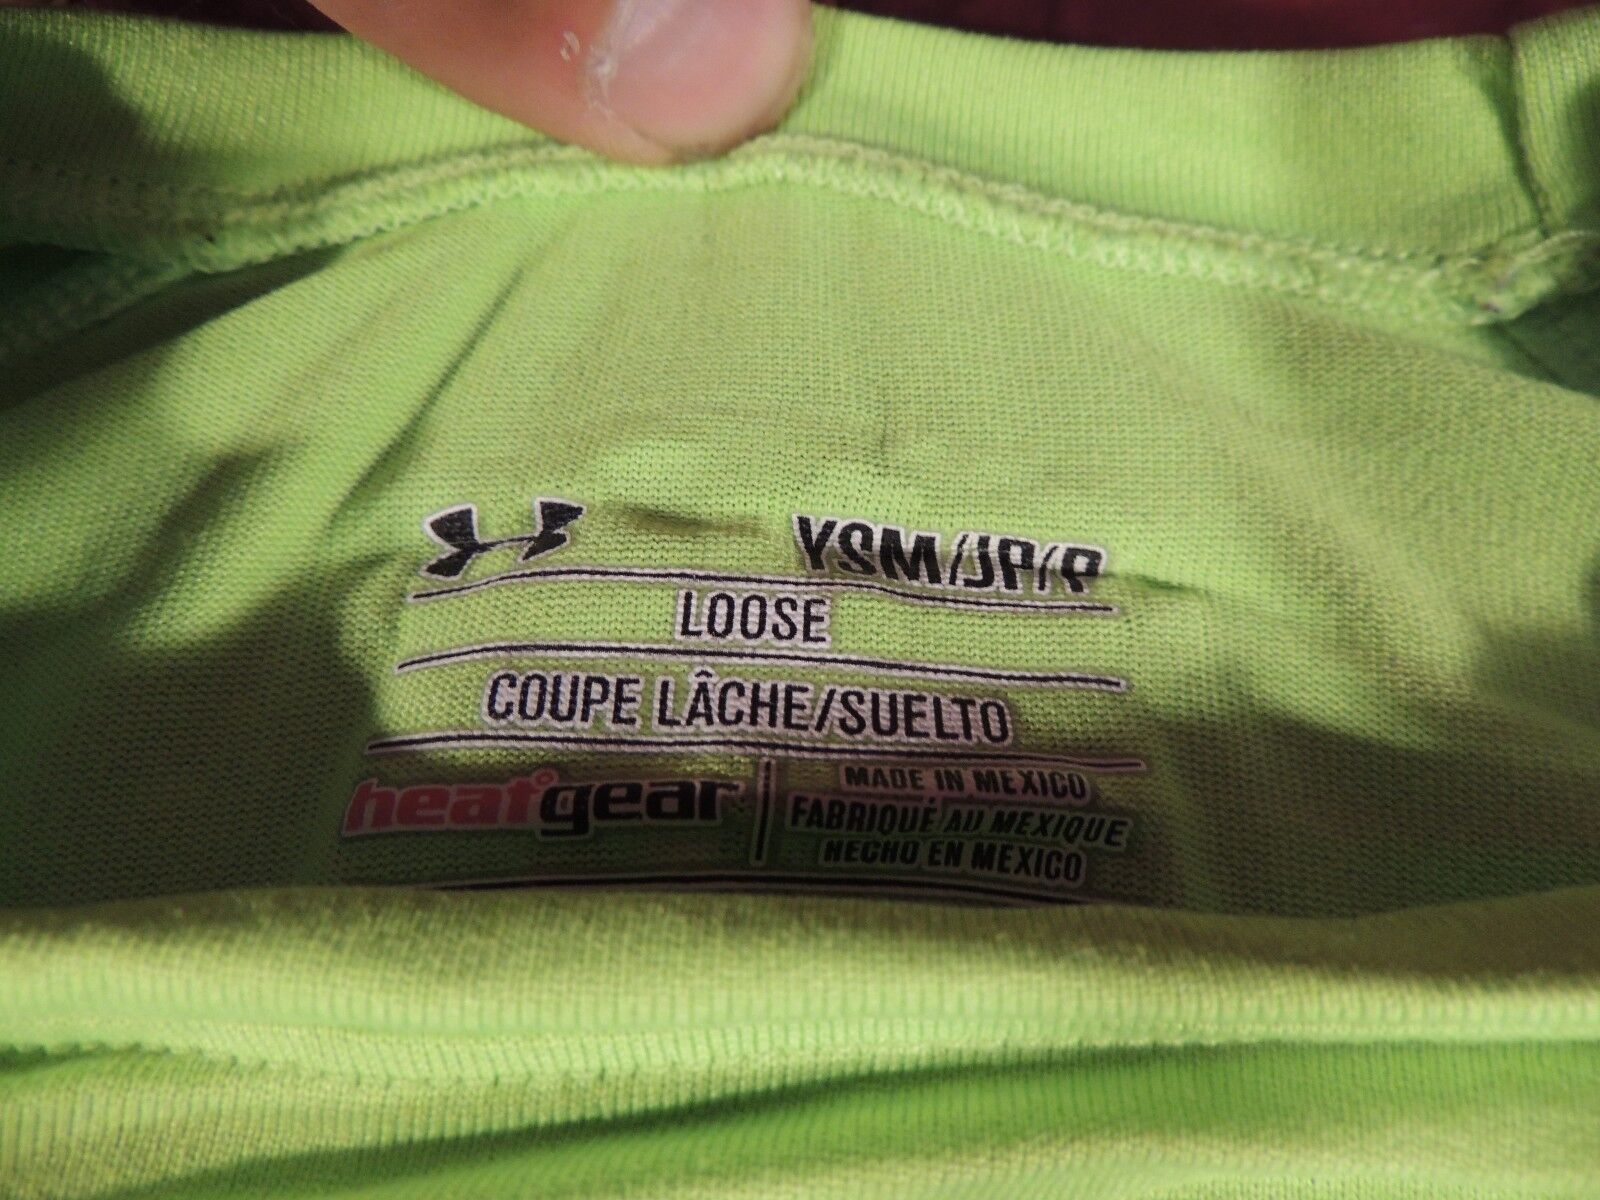 YSM/JP/P
LOOSE
COUPE LÂCHE/SUELTO
heatgear
MADE IN MEXICO
FABRIQUÉ AU MEXIQUE
HECHO EN MEXICO